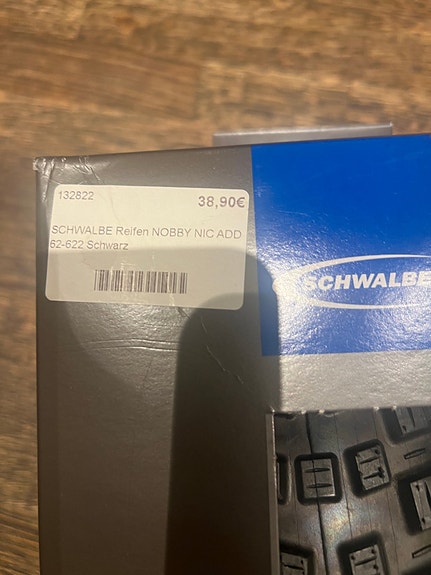 132822
38,90€
SCHWALBE Reifen NOBBY NIC ADD
62-622 Schwarz
SCHWALBE